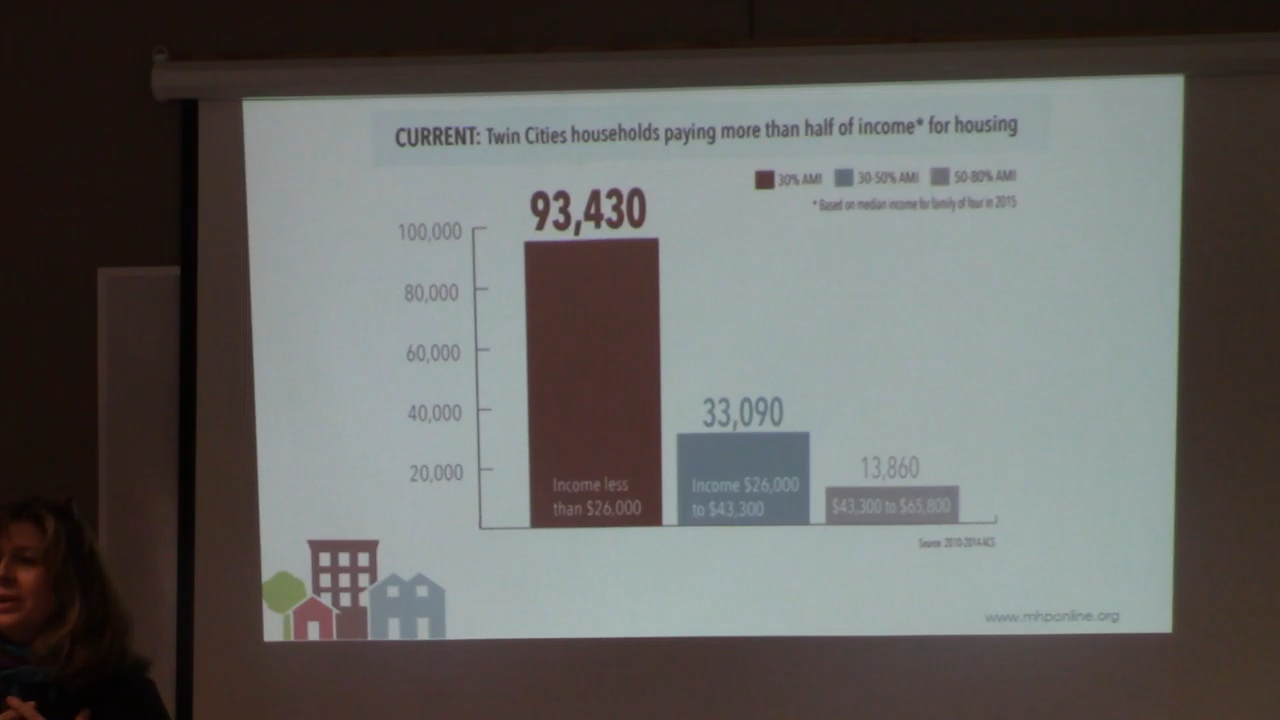 CURRENT: Twin Cities households paying more than half of income* for housing
30% AMI 30-50% AMI 50-80% AMI
* Based on median income for family of four in 2015
93,430
100,000
80,000
60,000
40,000
20,000
33,090
13,860
Income less
than $26,000
Income $26,000
to $43,300
$43,300 to $65,800
Source: 2010-2014 ACS
www.mhponline.org